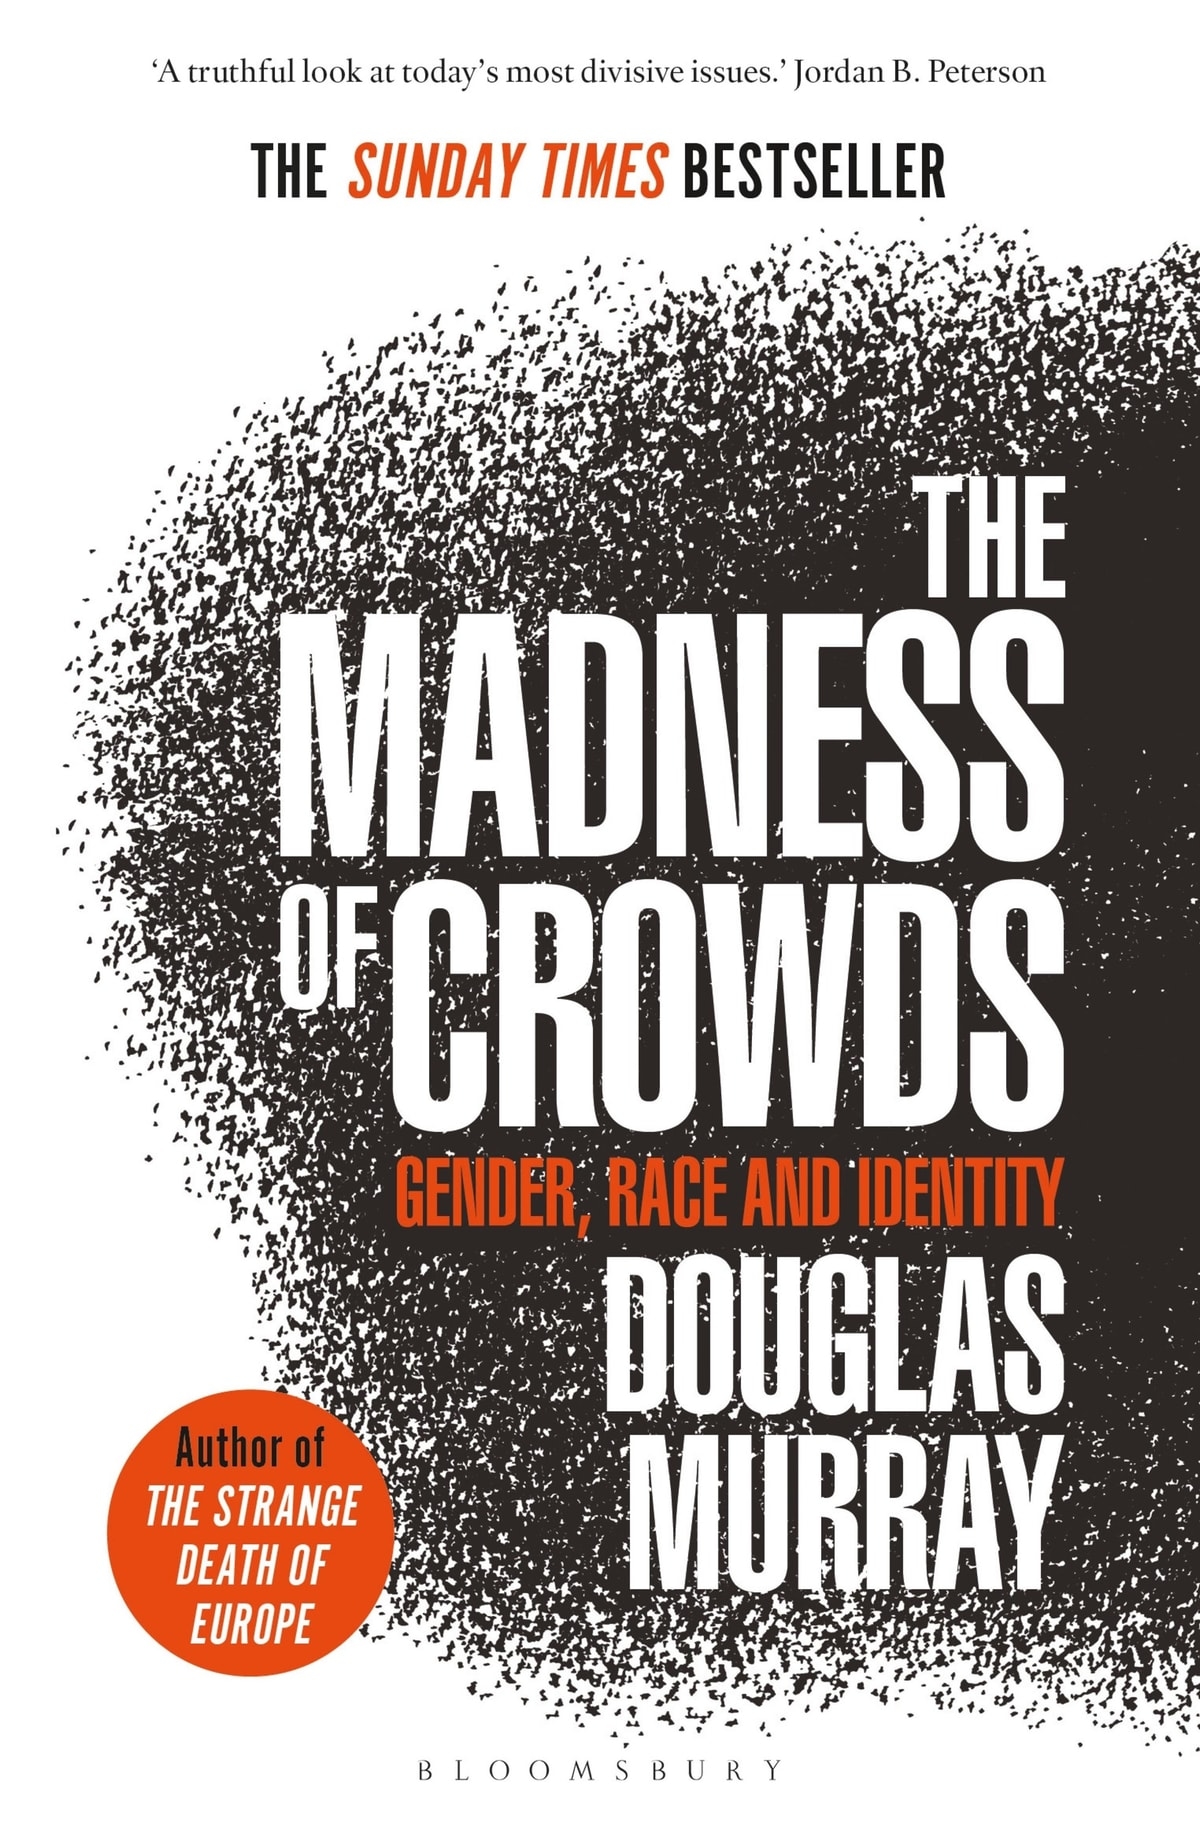 ‘A truthful look at today’s most divisive issues.’ Jordan B. Peterson
THE SUNDAY TIMES BESTSELLER
THE
MADNESS
OF CROWDS
GENDER, RACE AND IDENTITY
DOUGLAS
MURRAY
Author of
THE STRANGE
DEATH OF
EUROPE
BLOOMSBURY